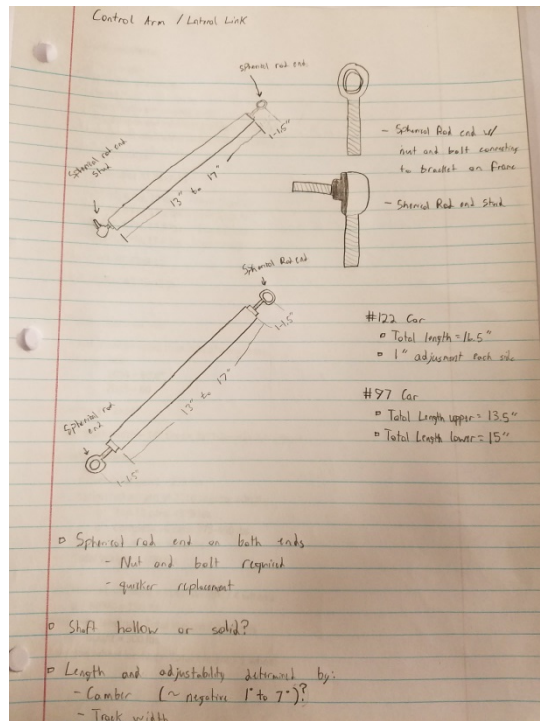 Control Arm / Lateral Link
Spherical rod end
1-1.5"
Spherical rod end
stud
13" to 17"
- Spherical Rod end w/
nut and bolt connecting
to bracket on frame
- Sherical Rod end Stud
Spherical Rod end
1-1.5"
13" to 17"
Spherical rod
end
1-1.5"
#122 Car
Total length = 16.5"
1" adjusment each side
#97 Car
Total Length upper = 13.5"
Total Length lower = 15"
Spherical rod end on both ends
- Nut and bolt required
- quicker replacement
Shaft hollow or solid?
Length and adjustability determined by:
- Camber (~ negative 1° to 7°)?
- Track width